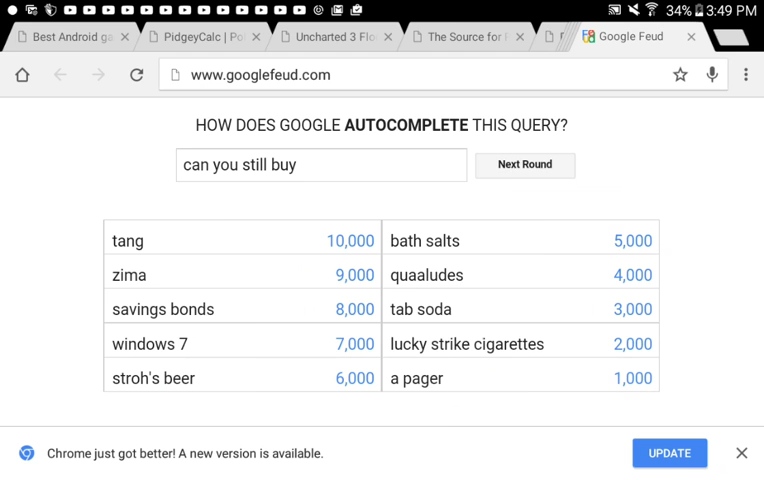 34% 3:49 PM
Best Android ga
PidgeyCalc | Po
Uncharted 3 Flo
The Source for
Google Feud
www.googlefeud.com
HOW DOES GOOGLE AUTOCOMPLETE THIS QUERY?
can you still buy
Next Round
tang 10,000 bath salts 5,000
zima 9,000 quaaludes 4,000
savings bonds 8,000 tab soda 3,000
windows 7 7,000 lucky strike cigarettes 2,000
stroh's beer 6,000 a pager 1,000
Chrome just got better! A new version is available.
UPDATE